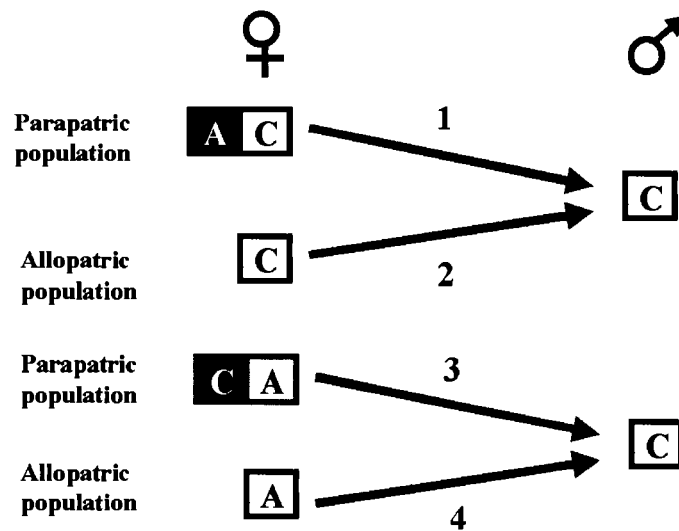 ♀ ♂
Parapatric
population
A C
1
C
Allopatric
population
C
2
Parapatric
population
C A
3
C
Allopatric
population
A
4